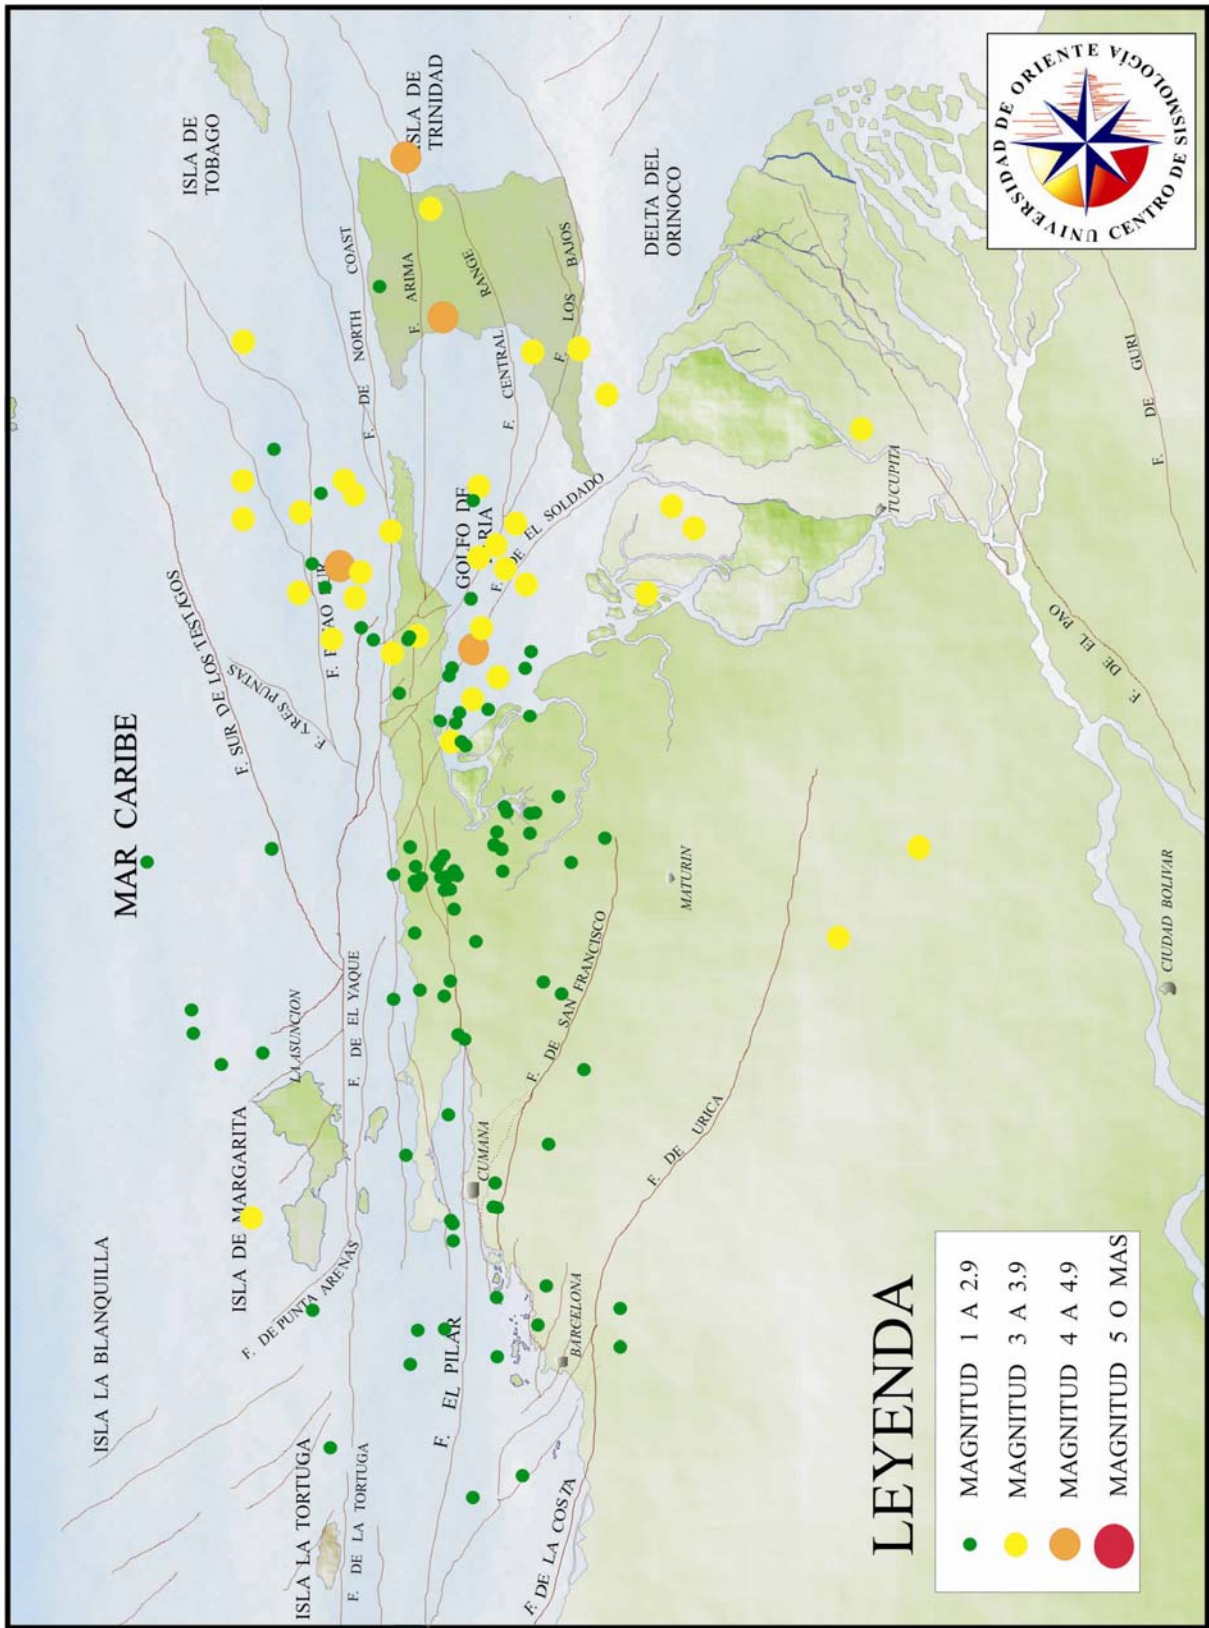 MAR CARIBE
ISLA LA BLANQUILLA
ISLA DE MARGARITA
LA ASUNCION
ISLA DE
TOBAGO
ISLA LA TORTUGA
F. DE LA TORTUGA
F. DE PUNTA ARENAS
F. DE EL YAQUE
F. SUR DE LOS TESTIGOS
F. TRES PUNTAS
F. DE NORTH COAST
ISLA DE
TRINIDAD
F. ARIMA
F. CENTRAL RANGE
F. LOS BAJOS
GOLFO DE
F. DE EL SOLDADO
DELTA DEL
ORINOCO
F. EL PILAR
CUMANA
F. DE SAN FRANCISCO
F. DE LA COSTA
BARCELONA
F. DE URICA
MATURIN
TUCUPITA
F. DE EL PAO
F. DE GURI
CIUDAD BOLIVAR
UNIVERSIDAD DE ORIENTE
CENTRO DE SISMOLOGÍA
LEYENDA
MAGNITUD 1 A 2.9
MAGNITUD 3 A 3.9
MAGNITUD 4 A 4.9
MAGNITUD 5 O MAS